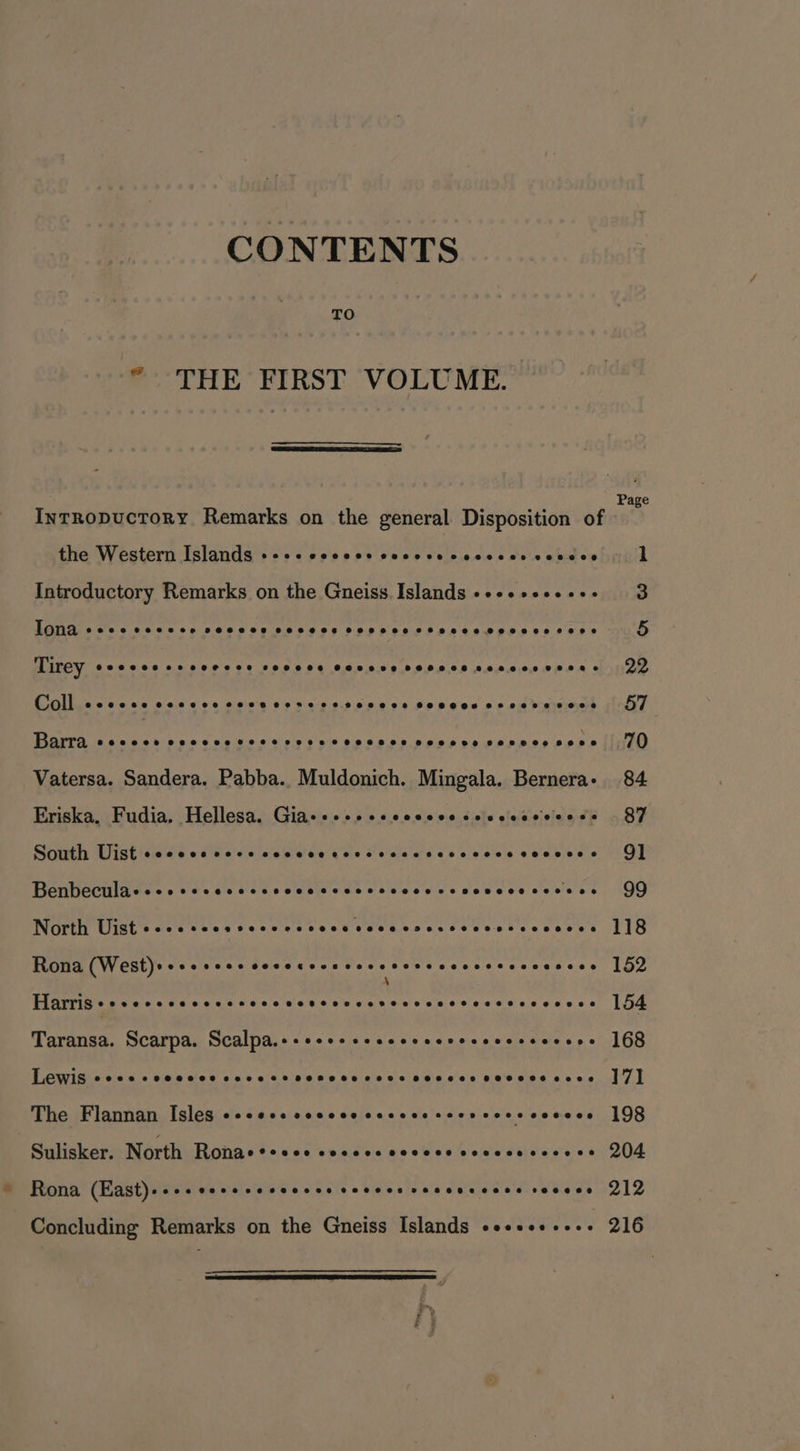 CONTENTS
TO
THE FIRST VOLUME.
Page
INTRODUCTORY Remarks on the general Disposition of
the Western Islands 1
Introductory Remarks on the Gneiss Islands 3
Iona 5
Tirey 22
Coll 57
Barra 70
Vatersa. Sandera. Pabba. Muldonich. Mingala. Bernera 84
Eriska. Fudia. Hellesa. Gia 87
South Uist 91
Benbecula 99
North Uist 118
Rona (West) 152
Harris 154
Taransa. Scarpa. Scalpa. 168
Lewis 171
The Flannan Isles 198
Sulisker. North Rona 204
Rona (East) 212
Concluding Remarks on the Gneiss Islands 216